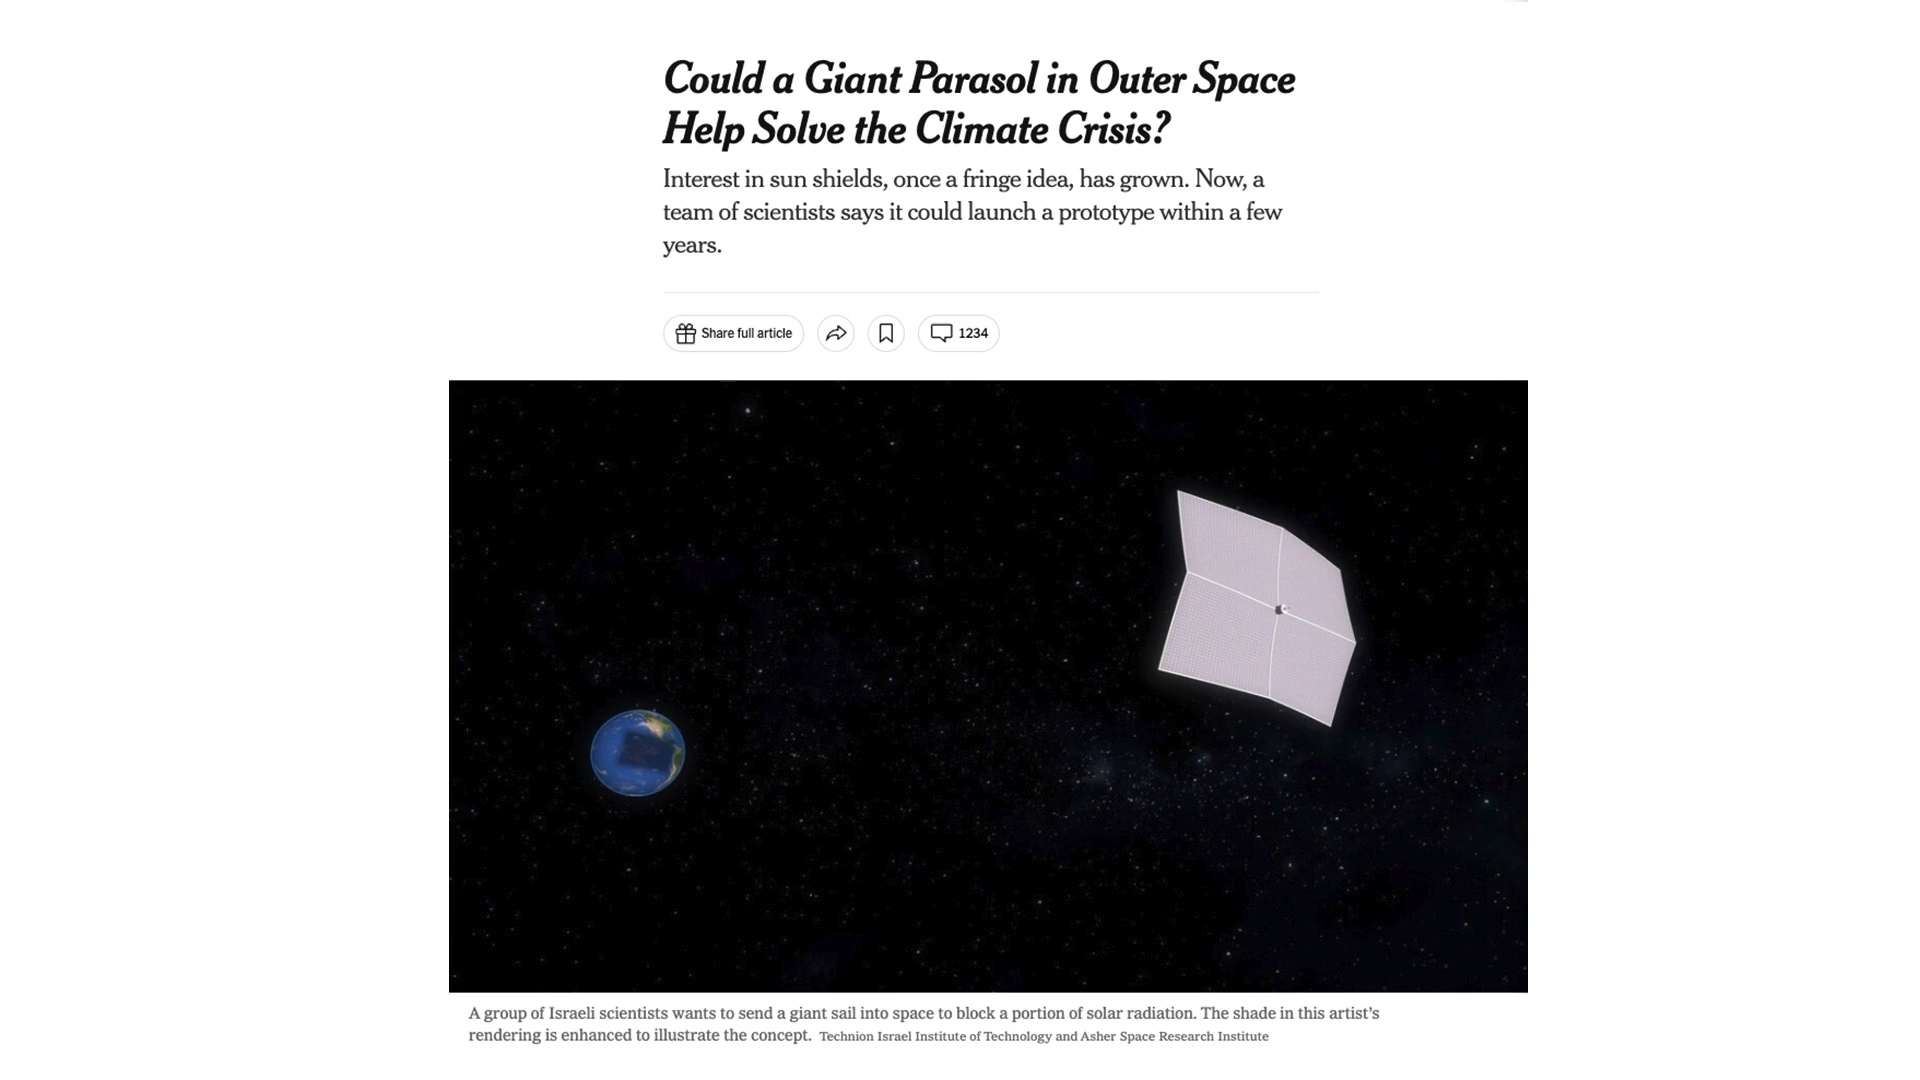 Could a Giant Parasol in Outer Space
Help Solve the Climate Crisis?
Interest in sun shields, once a fringe idea, has grown. Now, a
team of scientists says it could launch a prototype within a few
years.
Share full article
1234
A group of Israeli scientists wants to send a giant sail into space to block a portion of solar radiation. The shade in this artist’s
rendering is enhanced to illustrate the concept. Technion Israel Institute of Technology and Asher Space Research Institute